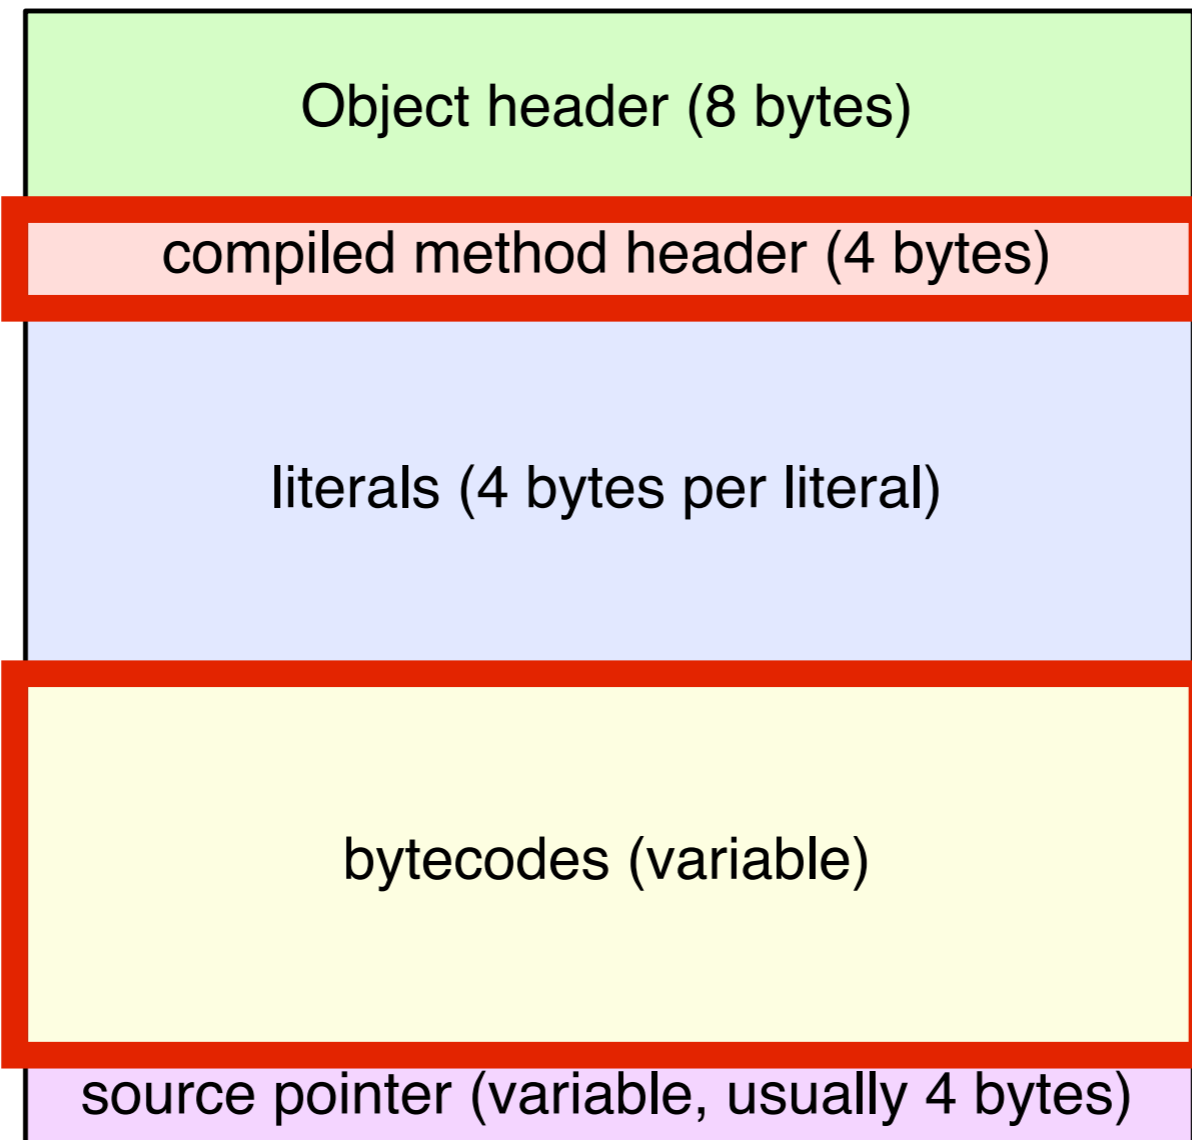 Object header (8 bytes)
compiled method header (4 bytes)
literals (4 bytes per literal)
bytecodes (variable)
source pointer (variable, usually 4 bytes)